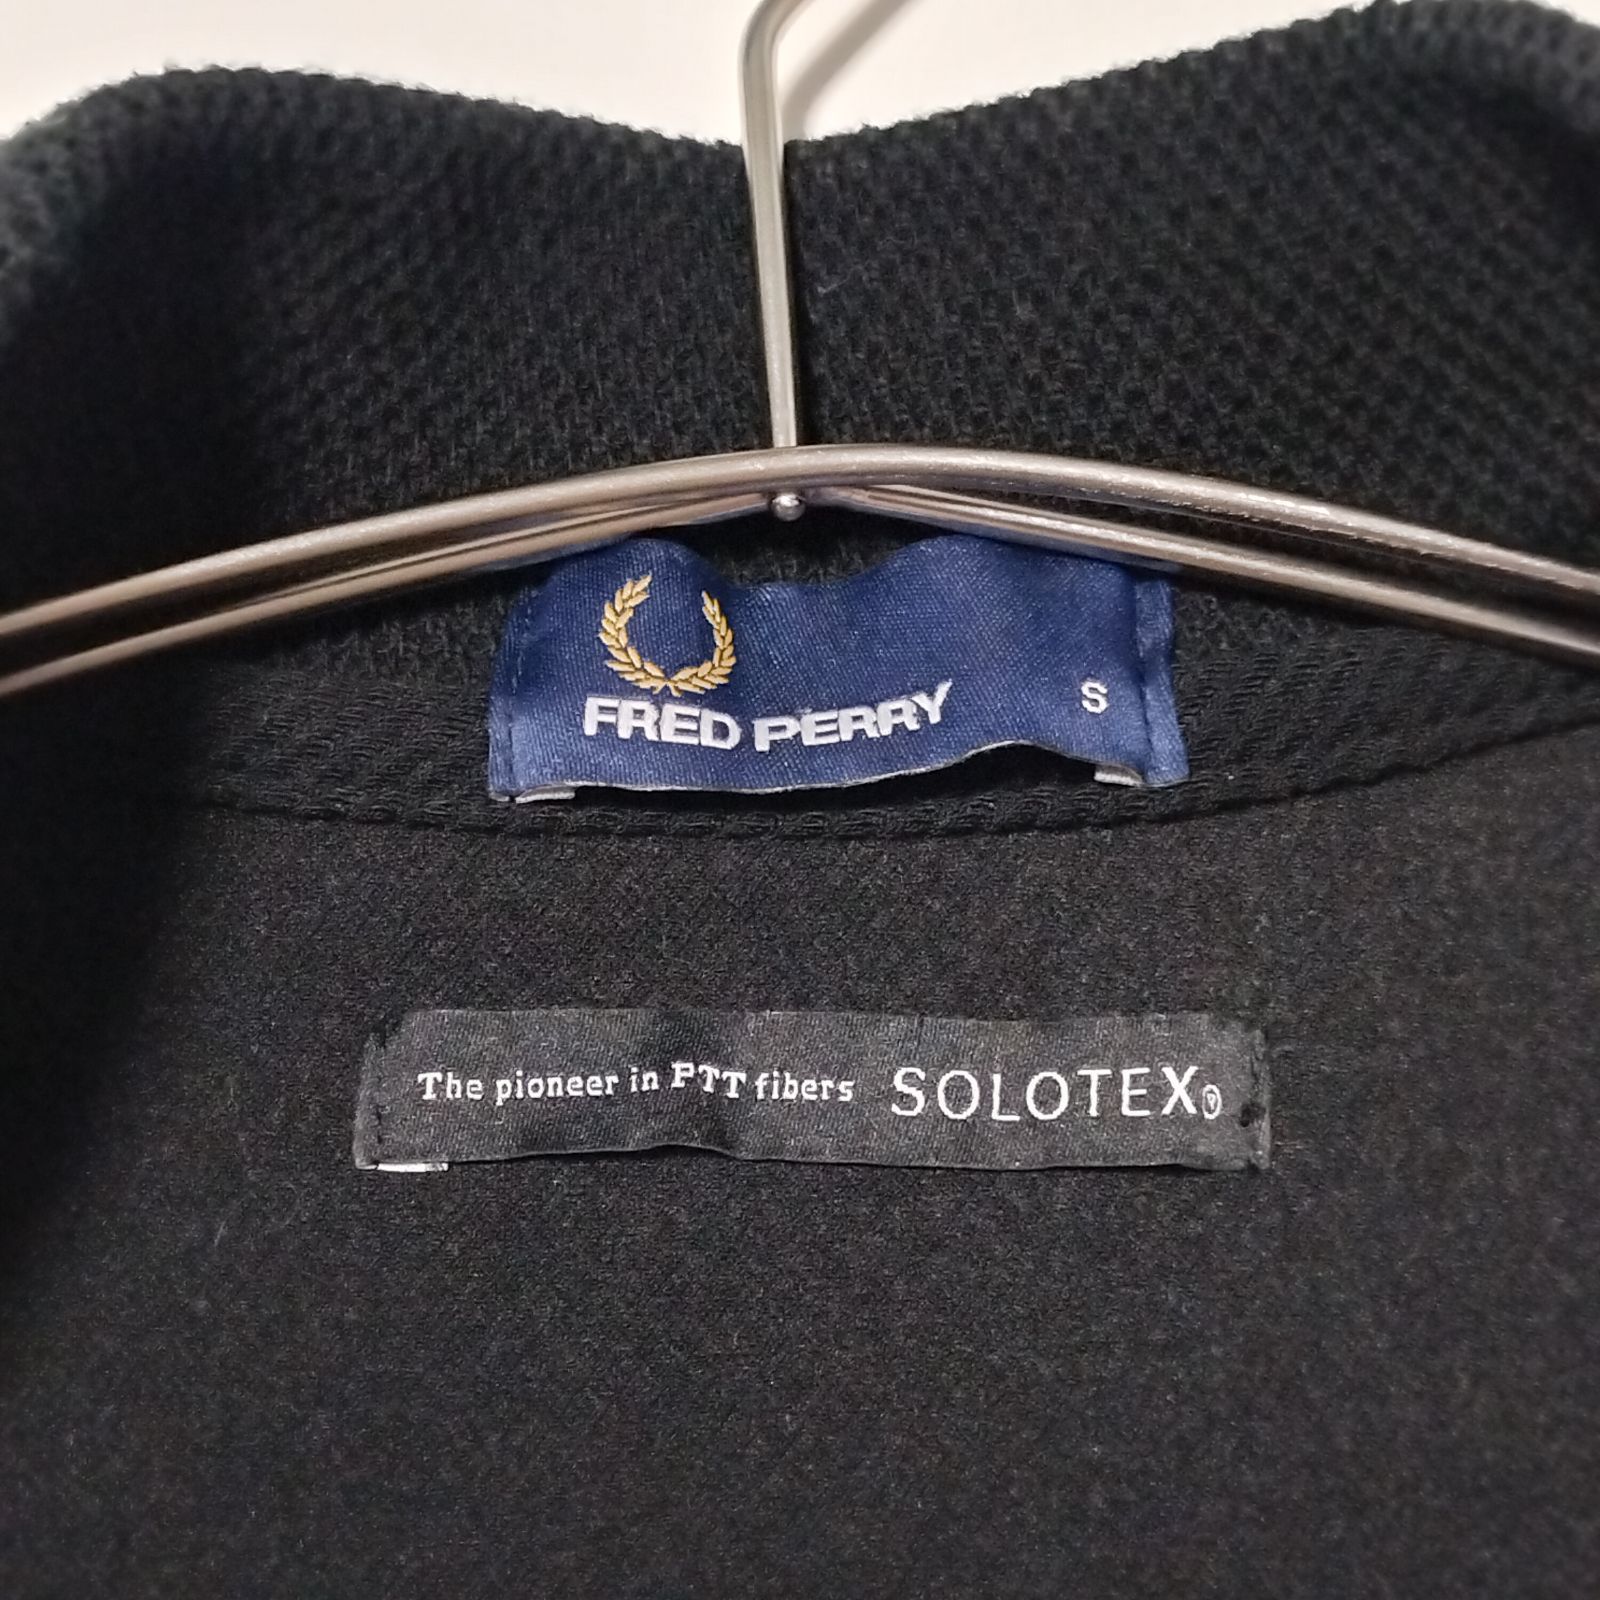 FRED PERRY S
The pioneer in PTT fibers SOLOTEX®